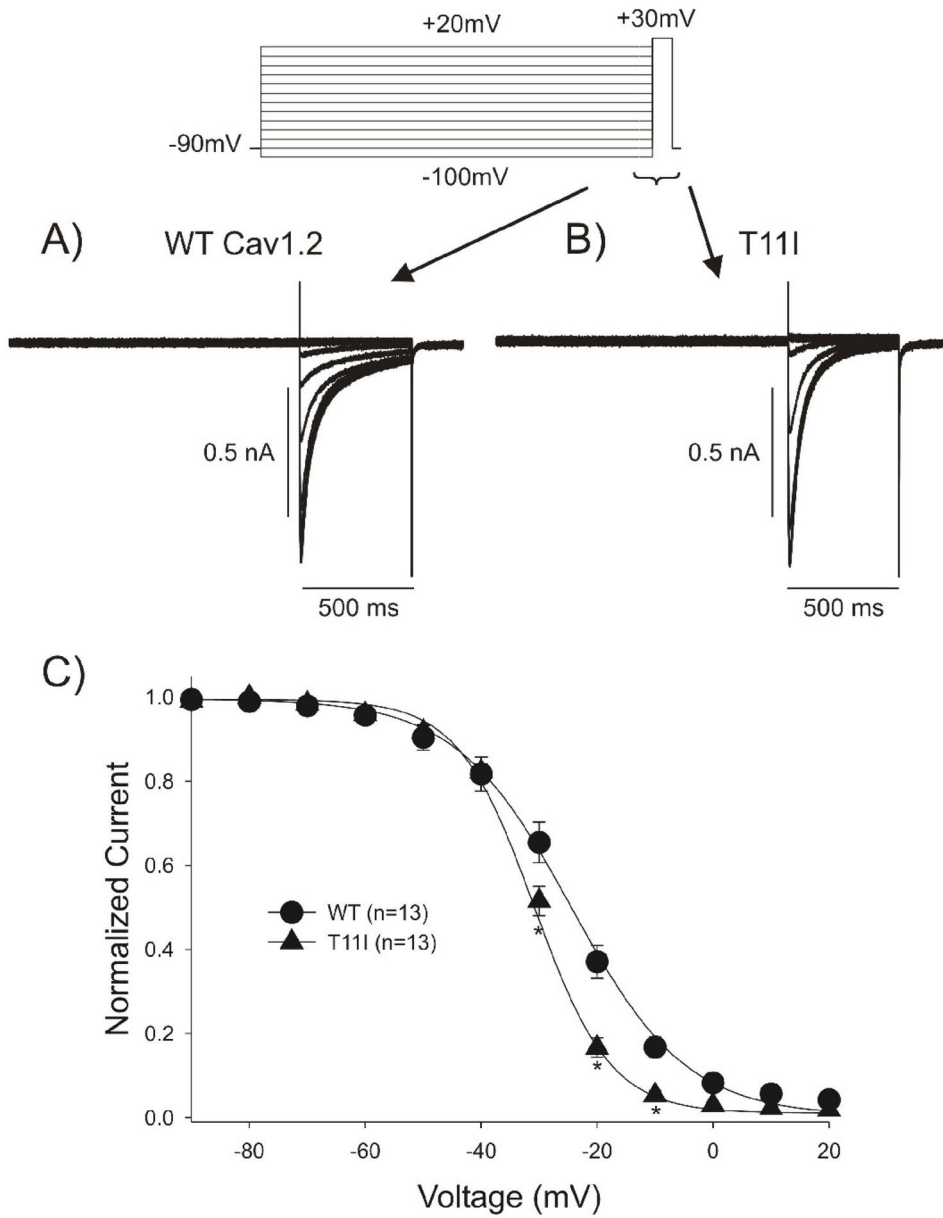 +20mV
+30mV
-90mV
-100mV
A)
WT Cav1.2
B)
T11I
0.5 nA
0.5 nA
500 ms
500 ms
C)
Normalized Current
1.0
0.8
0.6
0.4
0.2
0.0
WT (n=13)
T11I (n=13)
*
*
*
-80
-60
-40
-20
0
20
Voltage (mV)